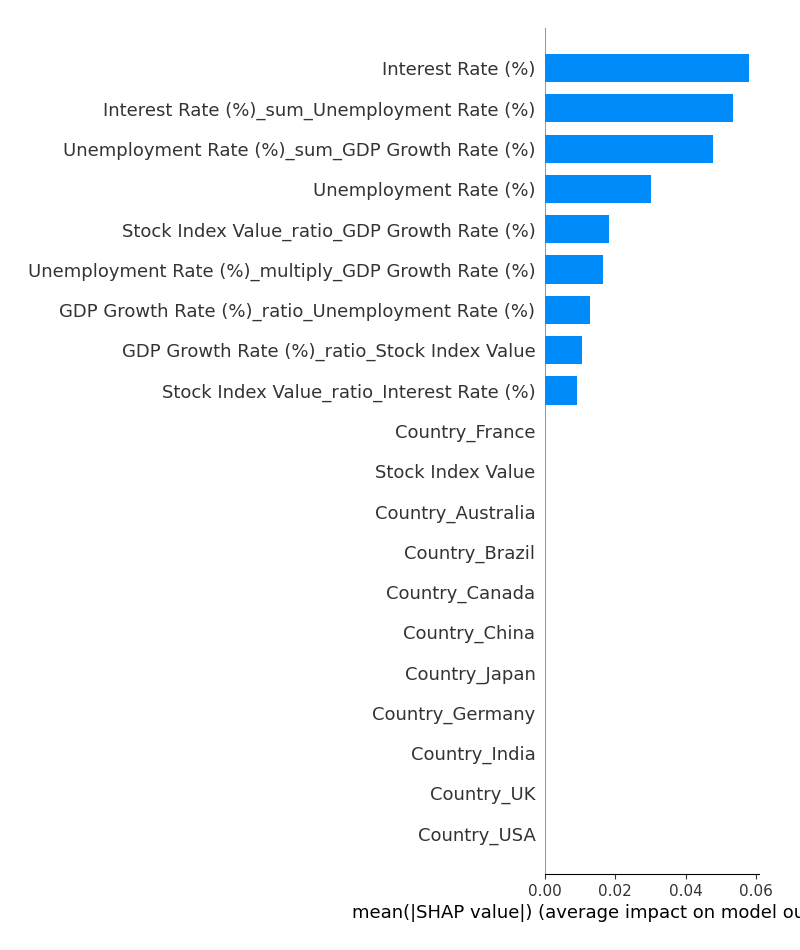 Interest Rate (%)
Interest Rate (%)_sum_Unemployment Rate (%)
Unemployment Rate (%)_sum_GDP Growth Rate (%)
Unemployment Rate (%)
Stock Index Value_ratio_GDP Growth Rate (%)
Unemployment Rate (%)_multiply_GDP Growth Rate (%)
GDP Growth Rate (%)_ratio_Unemployment Rate (%)
GDP Growth Rate (%)_ratio_Stock Index Value
Stock Index Value_ratio_Interest Rate (%)
Country_France
Stock Index Value
Country_Australia
Country_Brazil
Country_Canada
Country_China
Country_Japan
Country_Germany
Country_India
Country_UK
Country_USA
0.00 0.02 0.04 0.06
mean(|SHAP value|) (average impact on model ou